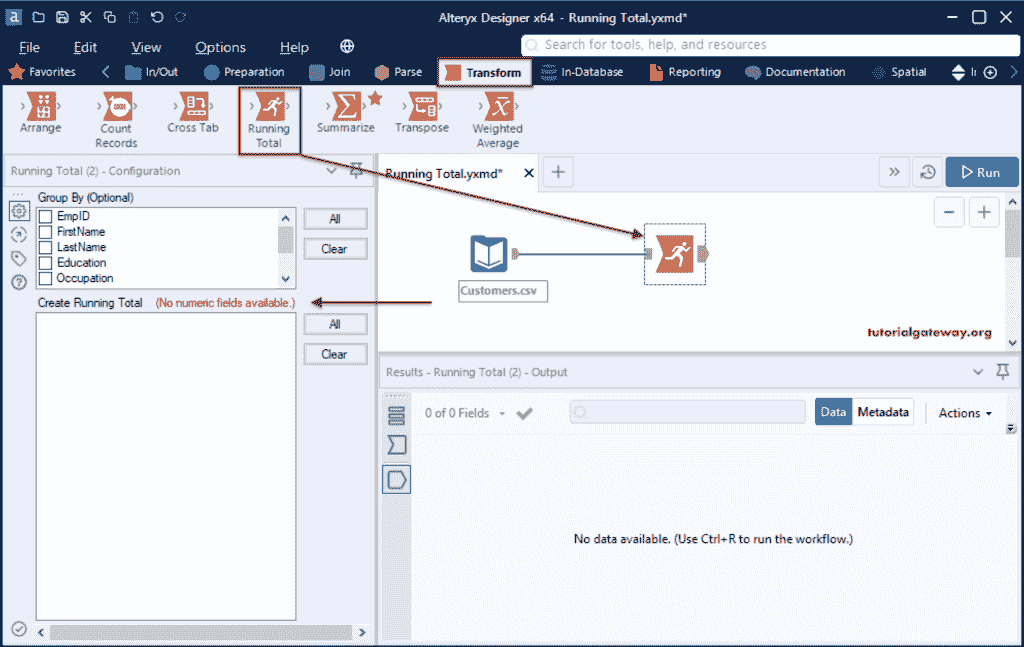 a
Alteryx Designer x64 - Running Total.yxmd*
File Edit View Options Help
Search for tools, help, and resources
Favorites In/Out Preparation Join Parse Transform In-Database Reporting Documentation Spatial
Arrange
Count
Records
Cross Tab
Running
Total
Summarize
Transpose
Weighted
Average
Running Total (2) - Configuration
Group By (Optional)
EmpID
FirstName
LastName
Education
Occupation
All
Clear
Create Running Total (No numeric fields available.)
All
Clear
Running Total.yxmd*
Run
Customers.csv
tutorialgateway.org
Results - Running Total (2) - Output
0 of 0 Fields Data Metadata Actions
No data available. (Use Ctrl+R to run the workflow.)